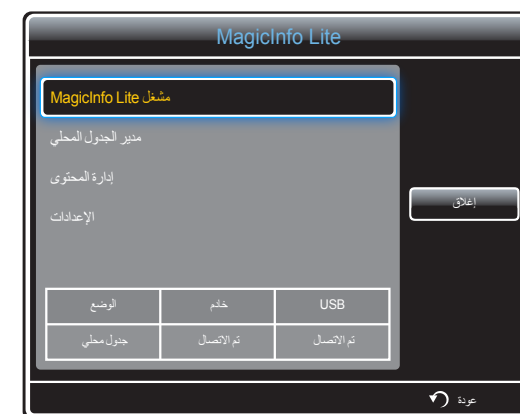 MagicInfo Lite
مشغل MagicInfo Lite
مدير الجدول المحلي
إدارة المحتوى
الإعدادات
إغلاق
الوضع خادم USB
جدول محلي تم الاتصال تم الاتصال
عودة